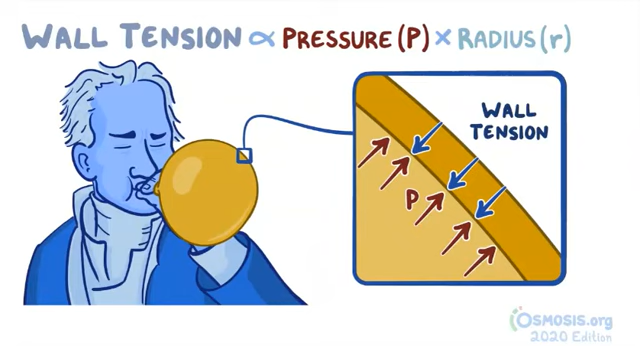 WALL TENSION ∝ PRESSURE (P) × RADIUS (r)
WALL
TENSION
P
OSMOSIS.org
2020 Edition